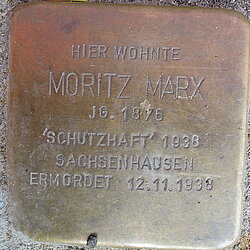 HIER WOHNTE
MORITZ MARX
JG. 1876
'SCHUTZHAFT' 1938
SACHSENHAUSEN
ERMORDET 12.11.1938